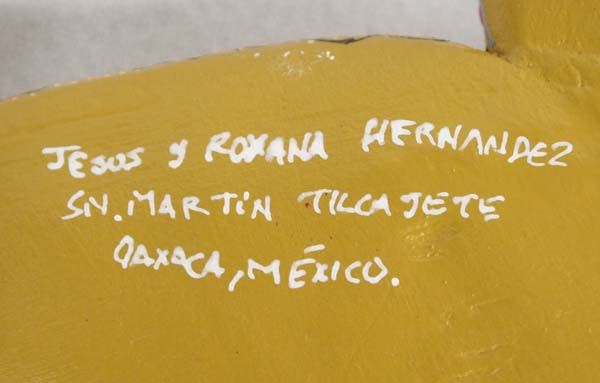 JESUS y ROXANA HERNANDEZ
SN. MARTIN TILCAJETE
OAXACA, MÉXICO.